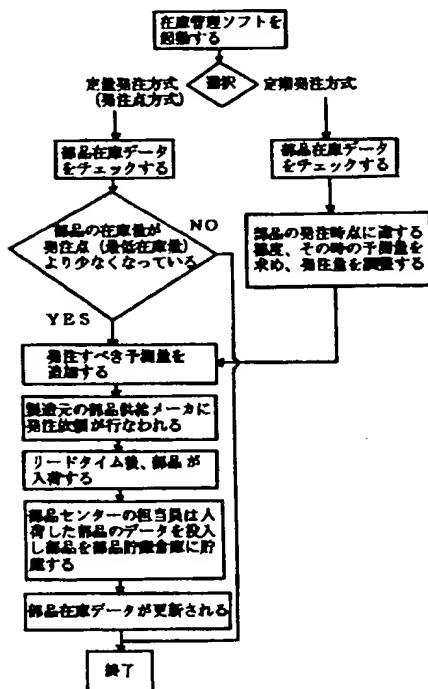 在庫管理ソフトを
起動する
選択
定量発注方式
(発注点方式)
定期発注方式
部品在庫データ
をチェックする
部品在庫データ
をチェックする
部品の在庫量が
発注点(最低在庫量)
より少なくなっている
NO
YES
部品の発注時点に達する
都度、その時の予測量を
求め、発注量を調整する
発注すべき予測量を
追加する
製造元の部品供給メーカに
発注依頼が行なわれる
リードタイム後、部品が
入荷する
部品センターの担当員は入
荷した部品のデータを投入
し部品を部品貯蔵倉庫に貯
蔵する
部品在庫データが更新される
終了